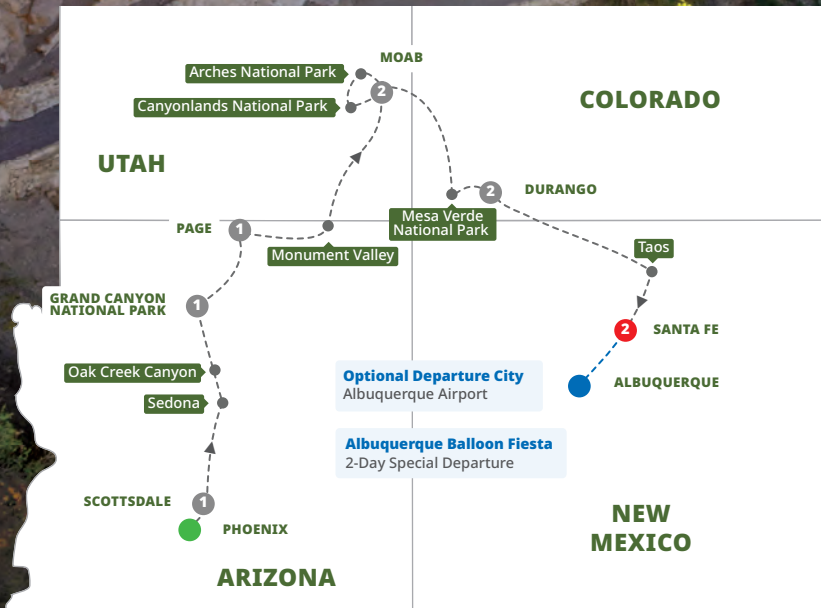 MOAB
Arches National Park
2
Canyonlands National Park
COLORADO
UTAH
2
DURANGO
Mesa Verde
National Park
PAGE
1
Monument Valley
Taos
GRAND CANYON
NATIONAL PARK
1
2
SANTA FE
Oak Creek Canyon
Optional Departure City
Albuquerque Airport
ALBUQUERQUE
Sedona
Albuquerque Balloon Fiesta
2-Day Special Departure
SCOTTSDALE
1
PHOENIX
NEW
MEXICO
ARIZONA